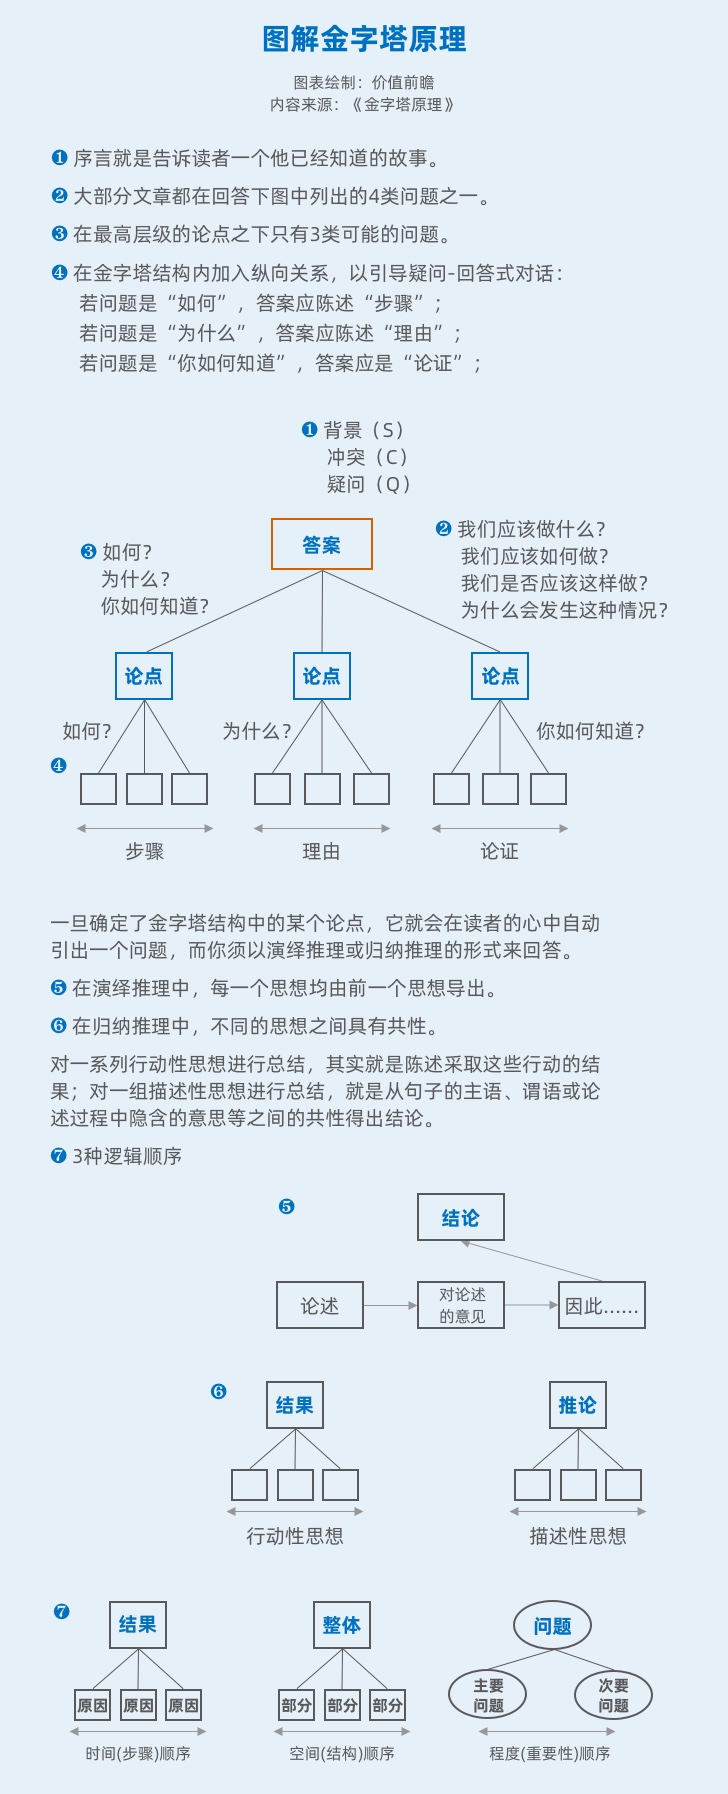 图解金字塔原理
图表绘制：价值前瞻
内容来源：《金字塔原理》
❶ 序言就是告诉读者一个他已经知道的故事。
❷ 大部分文章都在回答下图中列出的4类问题之一。
❸ 在最高层级的论点之下只有3类可能的问题。
❹ 在金字塔结构内加入纵向关系，以引导疑问-回答式对话：
若问题是“如何”，答案应陈述“步骤”；
若问题是“为什么”，答案应陈述“理由”；
若问题是“你如何知道”，答案应是“论证”；
❶ 背景（S）
冲突（C）
疑问（Q）
答案
❷ 我们应该做什么？
我们应该如何做？
我们是否应该这样做？
为什么会发生这种情况？
❸ 如何？
为什么？
你如何知道？
论点
论点
论点
如何？
为什么？
你如何知道？
❹
步骤
理由
论证
一旦确定了金字塔结构中的某个论点，它就会在读者的心中自动
引出一个问题，而你须以演绎推理或归纳推理的形式来回答。
❺ 在演绎推理中，每一个思想均由前一个思想导出。
❻ 在归纳推理中，不同的思想之间具有共性。
对一系列行动性思想进行总结，其实就是陈述采取这些行动的结
果；对一组描述性思想进行总结，就是从句子的主语、谓语或论
述过程中隐含的意思等之间的共性得出结论。
❼ 3种逻辑顺序
❺
结论
论述
对论述
的意见
因此……
❻
结果
推论
行动性思想
描述性思想
❼
结果
整体
问题
原因
原因
原因
部分
部分
部分
主要
问题
次要
问题
时间(步骤)顺序
空间(结构)顺序
程度(重要性)顺序